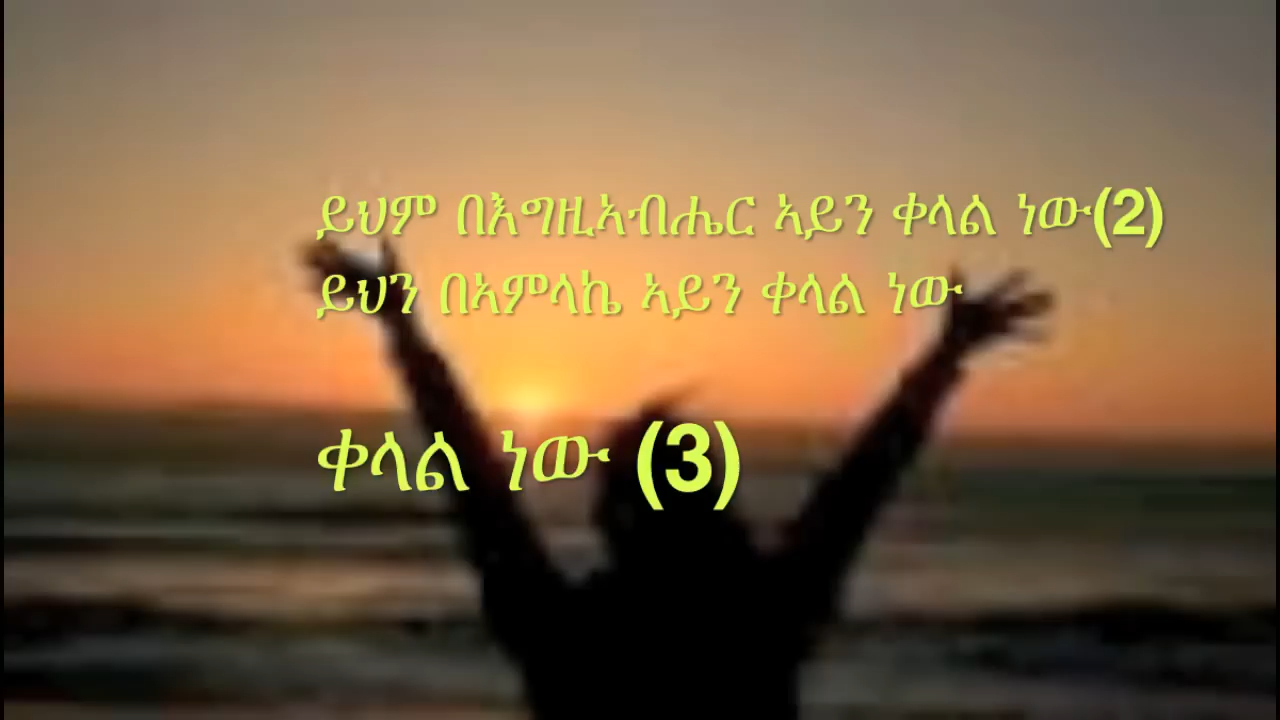 ይህም በእግዚኣብሔር ኣይን ቀላል ነው(2)
ይህን በኣምላኬ ኣይን ቀላል ነው
ቀላል ነው (3)